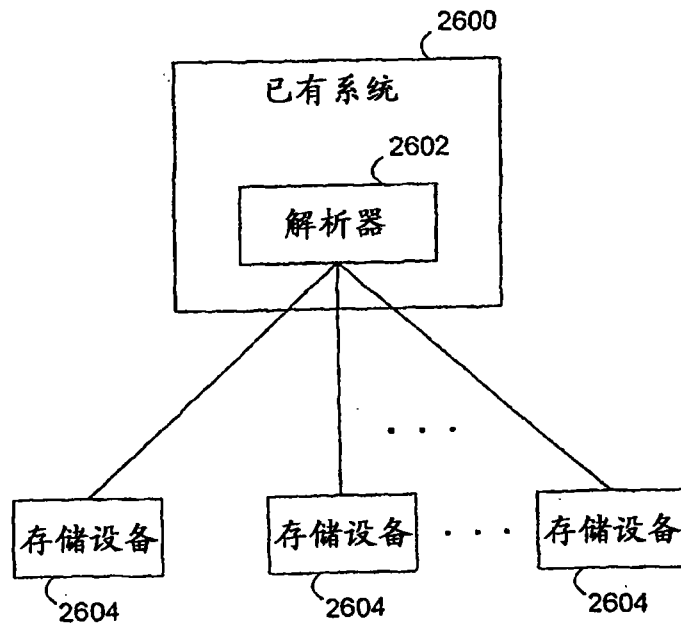 2600
已有系统
2602
解析器
. . .
存储设备
存储设备
. . .
存储设备
2604
2604
2604